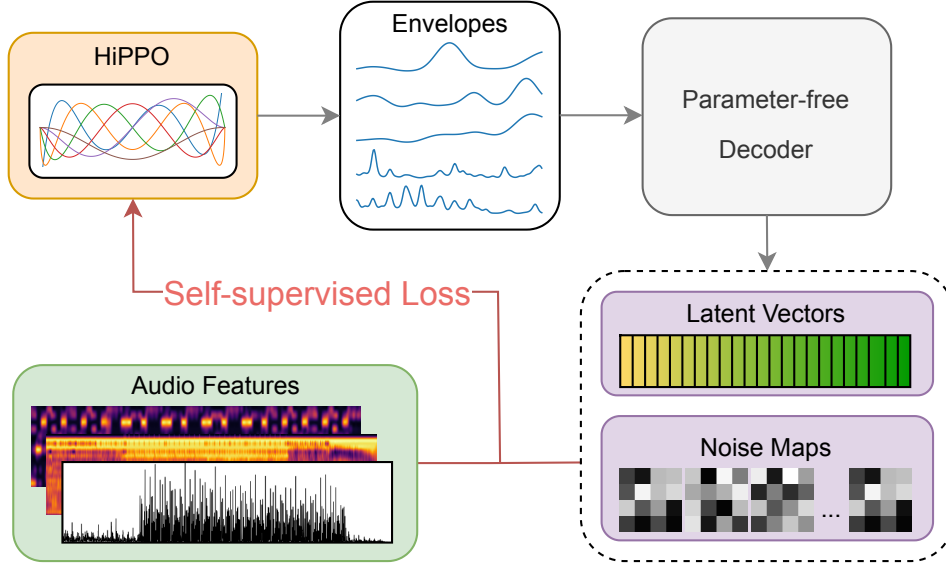 HiPPO
Envelopes
Parameter-free
Decoder
Self-supervised Loss
Latent Vectors
Audio Features
Noise Maps
...